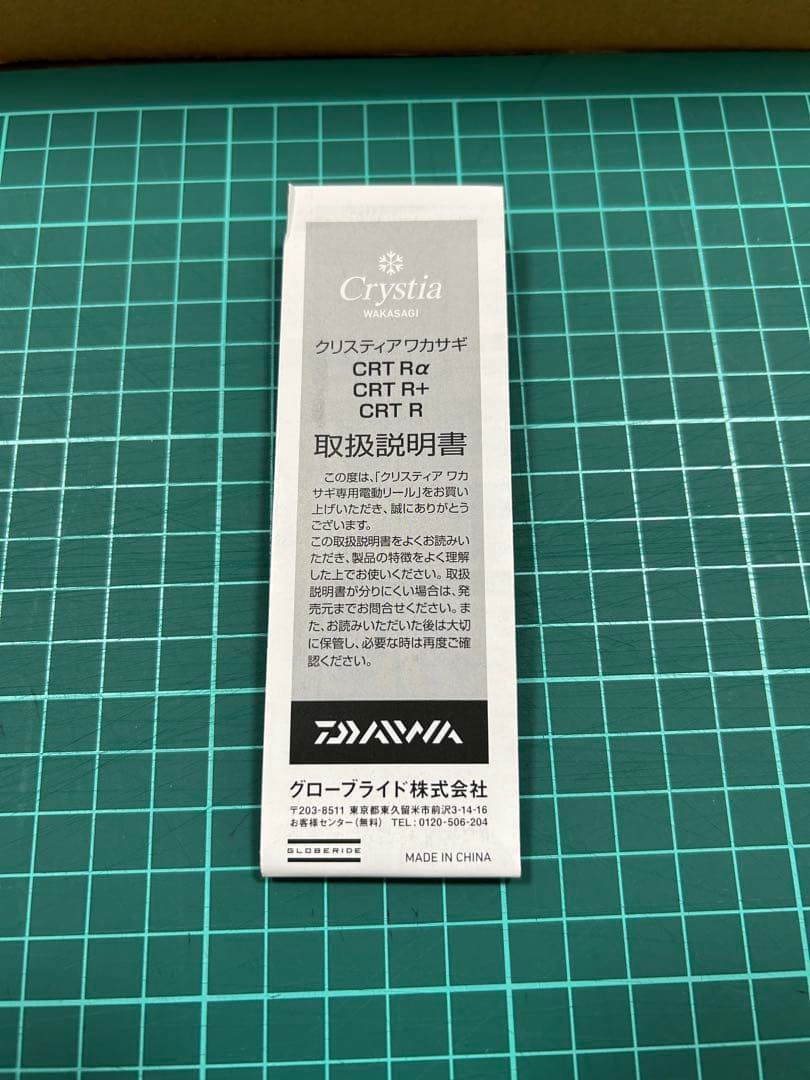 Crystia
WAKASAGI
クリスティア ワカサギ
CRT Rα
CRT R+
CRT R
取扱説明書
この度は、「クリスティア ワカ
サギ専用電動リール」をお買い
上げいただき、誠にありがとう
ございます。
この取扱説明書をよくお読みい
ただき、製品の特徴をよく理解
した上でお使いください。取扱
説明書が分りにくい場合は、発
売元までお問合せください。ま
た、お読みいただいた後は大切
に保管し、必要な時は再度ご確
認ください。
DAIWA
グローブライド株式会社
〒203-8511 東京都東久留米市前沢3-14-16
お客様センター(無料) TEL:0120-506-204
GLOBERIDE
MADE IN CHINA